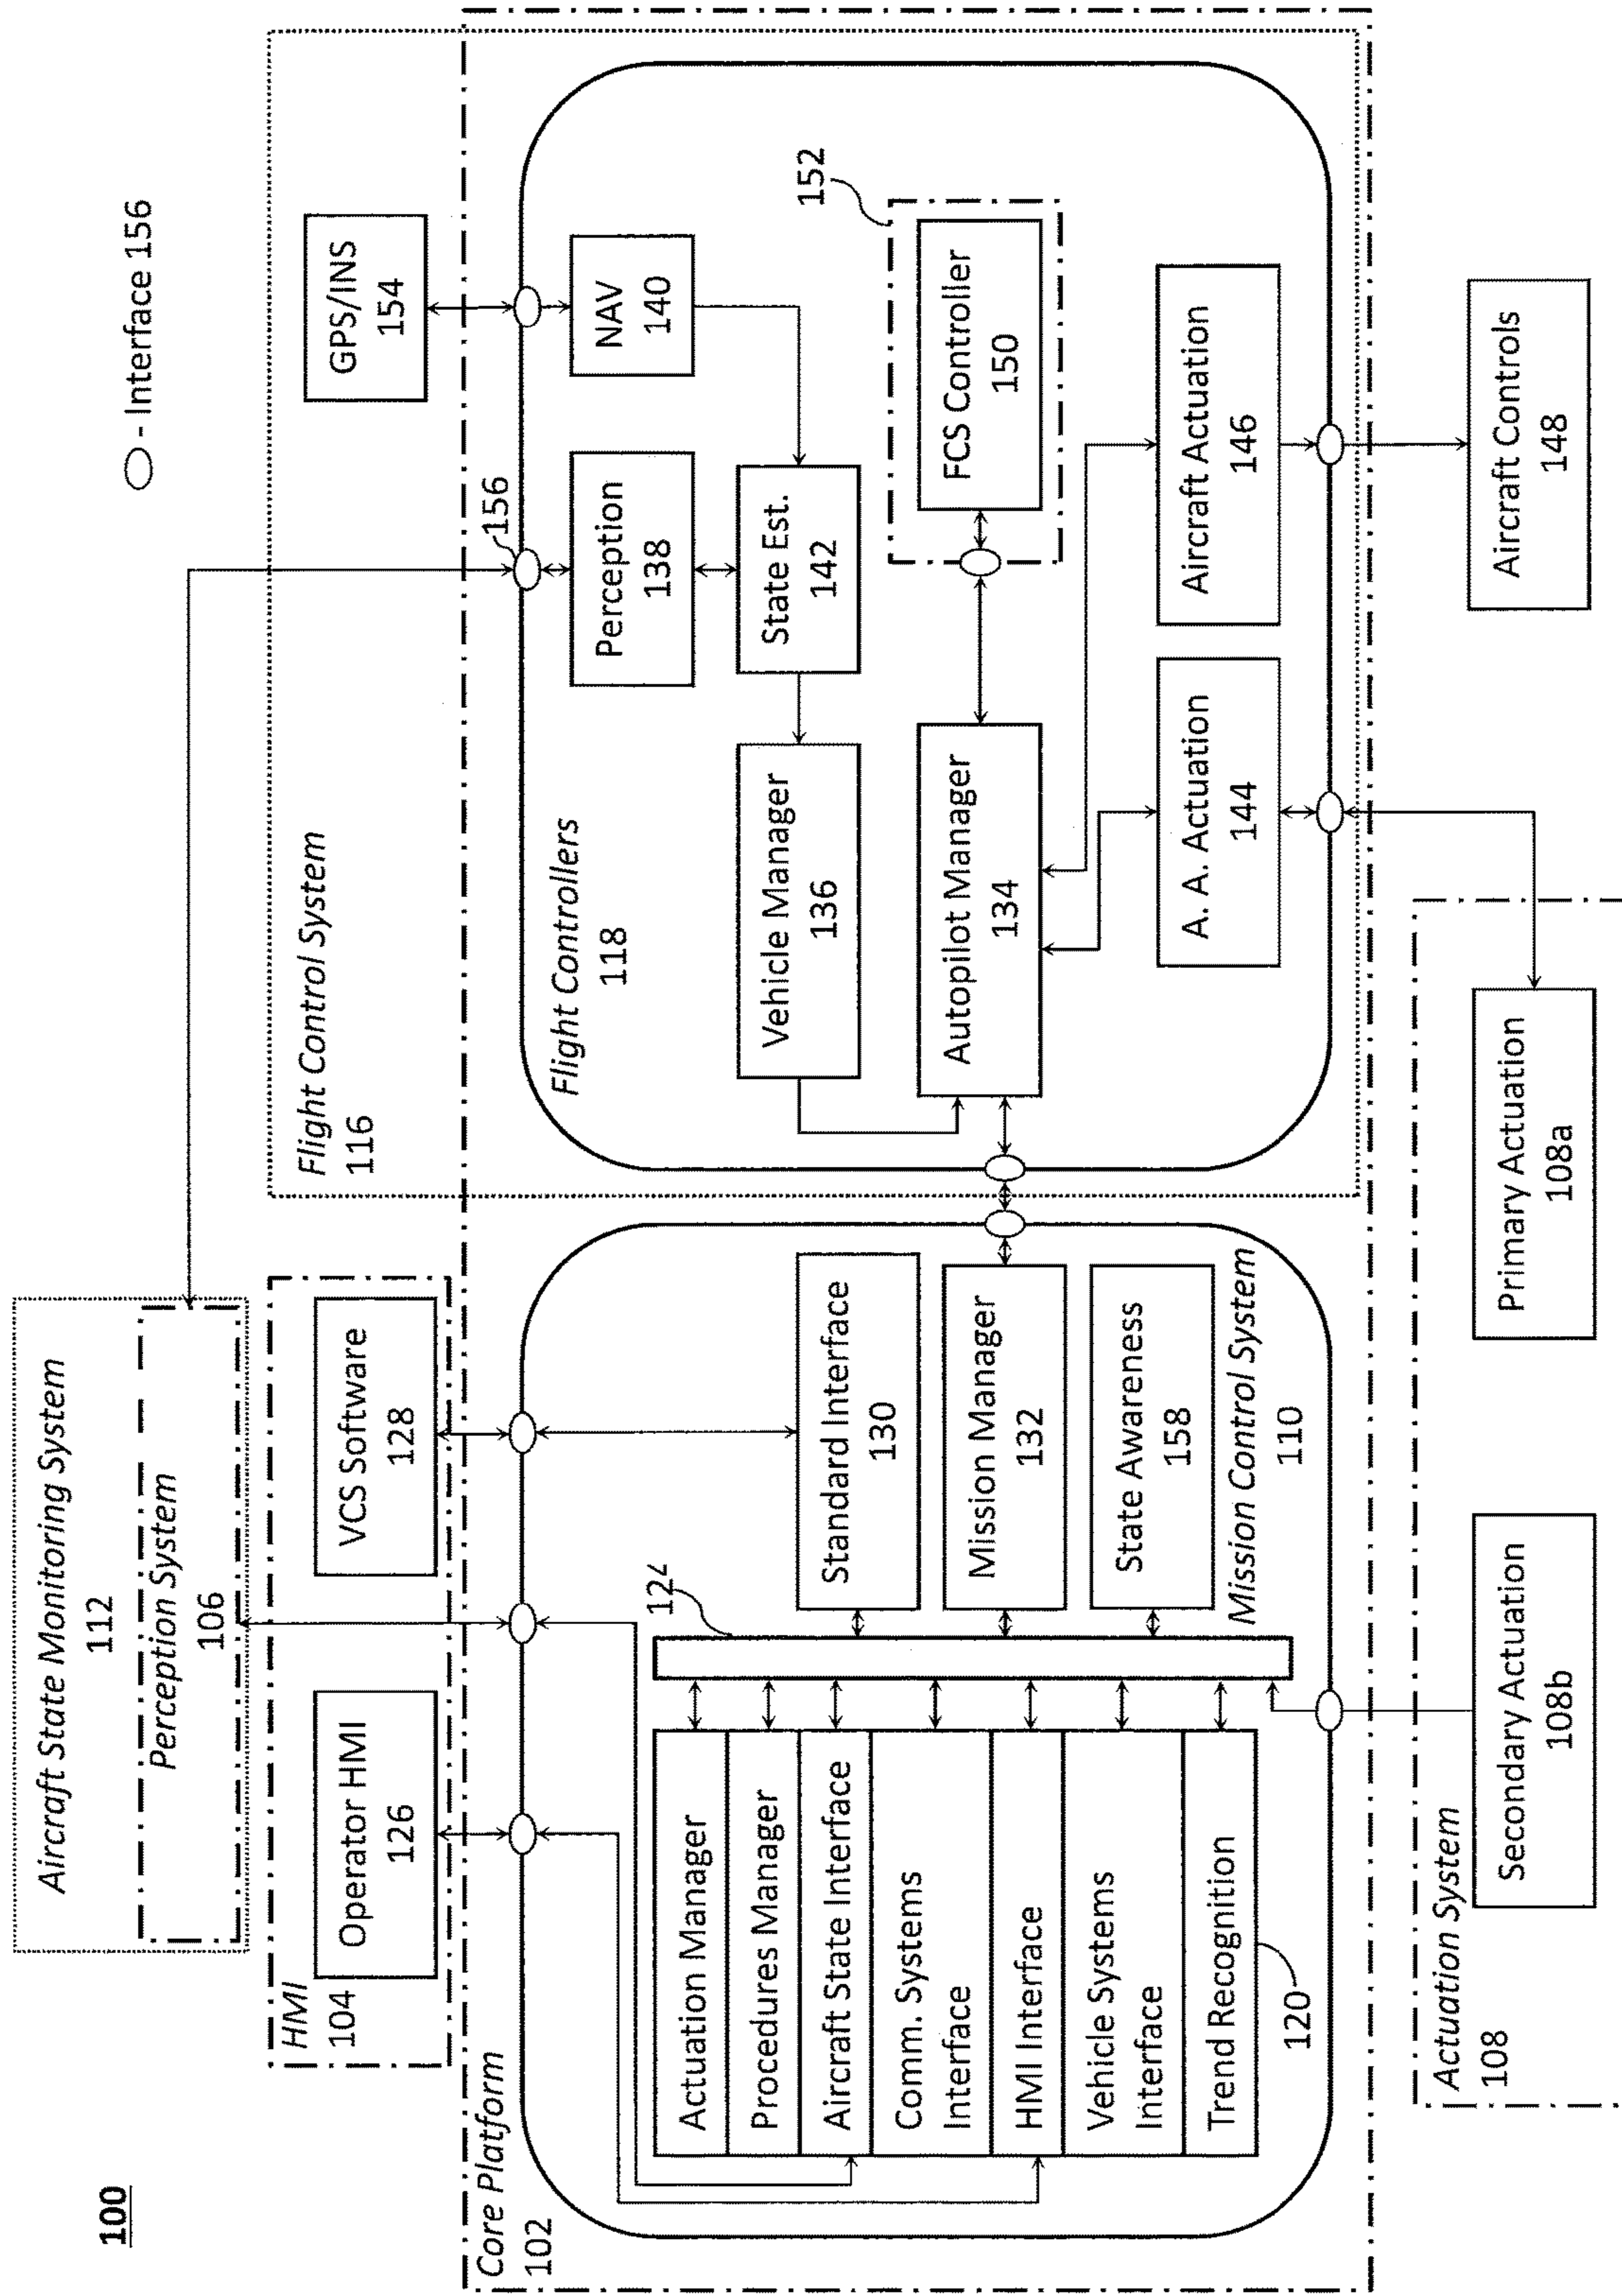 100
Aircraft State Monitoring System
112
Perception System
106
- Interface 156
HMI
104
Operator HMI
126
VCS Software
128
Flight Control System
116
GPS/INS
154
Core Platform
102
Actuation Manager
Procedures Manager
Aircraft State Interface
Comm. Systems
Interface
HMI Interface
Vehicle Systems
Interface
Trend Recognition
120
124
Standard Interface
130
Mission Manager
132
State Awareness
158
Mission Control System
110
Flight Controllers
118
156
Perception
138
NAV
140
Vehicle Manager
136
State Est.
142
152
Autopilot Manager
134
FCS Controller
150
A. A. Actuation
144
Aircraft Actuation
146
Actuation System
108
Secondary Actuation
108b
Primary Actuation
108a
Aircraft Controls
148